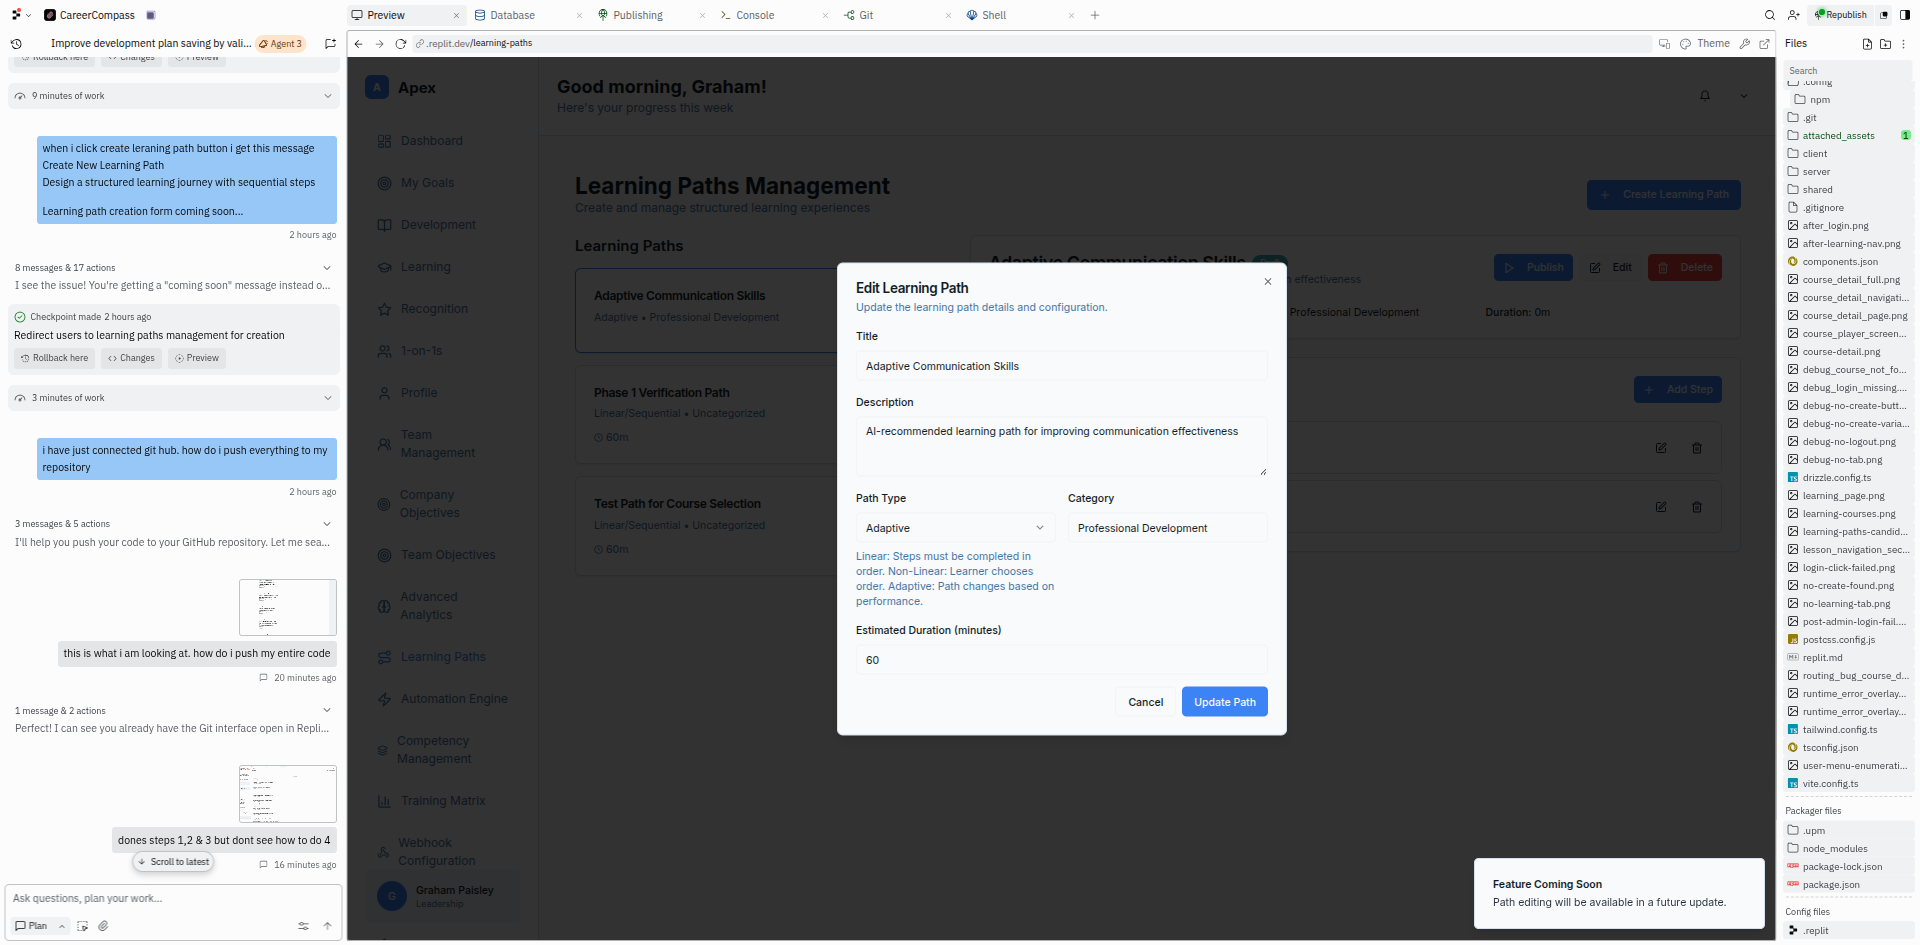 CareerCompass
Preview
Database
Publishing
Console
Git
Shell
Republish
Improve development plan saving by vali...
Agent 3
.replit.dev/learning-paths
Theme
Files
Rollback here
Changes
Preview
9 minutes of work
when i click create leraning path button i get this message
Create New Learning Path
Design a structured learning journey with sequential steps
Learning path creation form coming soon...
2 hours ago
8 messages & 17 actions
I see the issue! You're getting a "coming soon" message instead o...
Checkpoint made 2 hours ago
Redirect users to learning paths management for creation
Rollback here
Changes
Preview
3 minutes of work
i have just connected git hub. how do i push everything to my
repository
2 hours ago
3 messages & 5 actions
I'll help you push your code to your GitHub repository. Let me sea...
this is what i am looking at. how do i push my entire code
20 minutes ago
1 message & 2 actions
Perfect! I can see you already have the Git interface open in Repli...
dones steps 1,2 & 3 but dont see how to do 4
Scroll to latest
16 minutes ago
Ask questions, plan your work...
Plan
A
Apex
Dashboard
My Goals
Development
Learning
Recognition
1-on-1s
Profile
Team
Management
Company
Objectives
Team Objectives
Advanced
Analytics
Learning Paths
Automation Engine
Competency
Management
Training Matrix
Webhook
Configuration
G
Graham Paisley
Leadership
Good morning, Graham!
Here's your progress this week
Learning Paths Management
Create and manage structured learning experiences
Create Learning Path
Learning Paths
Adaptive Communication Skills
Adaptive • Professional Development
Phase 1 Verification Path
Linear/Sequential • Uncategorized
60m
Test Path for Course Selection
Linear/Sequential • Uncategorized
60m
Adaptive Communication Skills
effectiveness
Publish
Edit
Delete
Professional Development
Duration: 0m
Add Step
Edit Learning Path
Update the learning path details and configuration.
Title
Adaptive Communication Skills
Description
AI-recommended learning path for improving communication effectiveness
Path Type
Category
Adaptive
Professional Development
Linear: Steps must be completed in
order. Non-Linear: Learner chooses
order. Adaptive: Path changes based on
performance.
Estimated Duration (minutes)
60
Cancel
Update Path
Feature Coming Soon
Path editing will be available in a future update.
Search
.config
npm
.git
attached_assets
1
client
server
shared
.gitignore
after_login.png
after-learning-nav.png
components.json
course_detail_full.png
course_detail_navigati...
course_detail_page.png
course_player_screen...
course-detail.png
debug_course_not_fo...
debug_login_missing....
debug-no-create-butt...
debug-no-create-varia...
debug-no-logout.png
debug-no-tab.png
drizzle.config.ts
learning_page.png
learning-courses.png
learning-paths-candid...
lesson_navigation_sec...
login-click-failed.png
no-create-found.png
no-learning-tab.png
post-admin-login-fail....
postcss.config.js
replit.md
routing_bug_course_d...
runtime_error_overlay...
runtime_error_overlay...
tailwind.config.ts
tsconfig.json
user-menu-enumerati...
vite.config.ts
Packager files
.upm
node_modules
package-lock.json
package.json
Config files
.replit